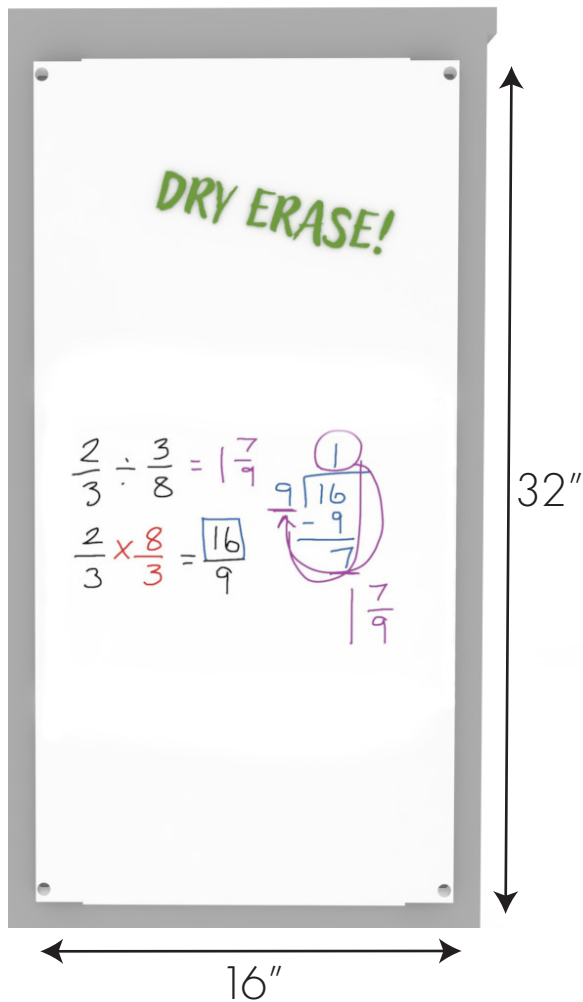 DRY ERASE!
2/3 ÷ 3/8 = 1 7/9
2/3 × 8/3 = 16/9
1
9 16
- 9
7
1 7/9
32"
16"